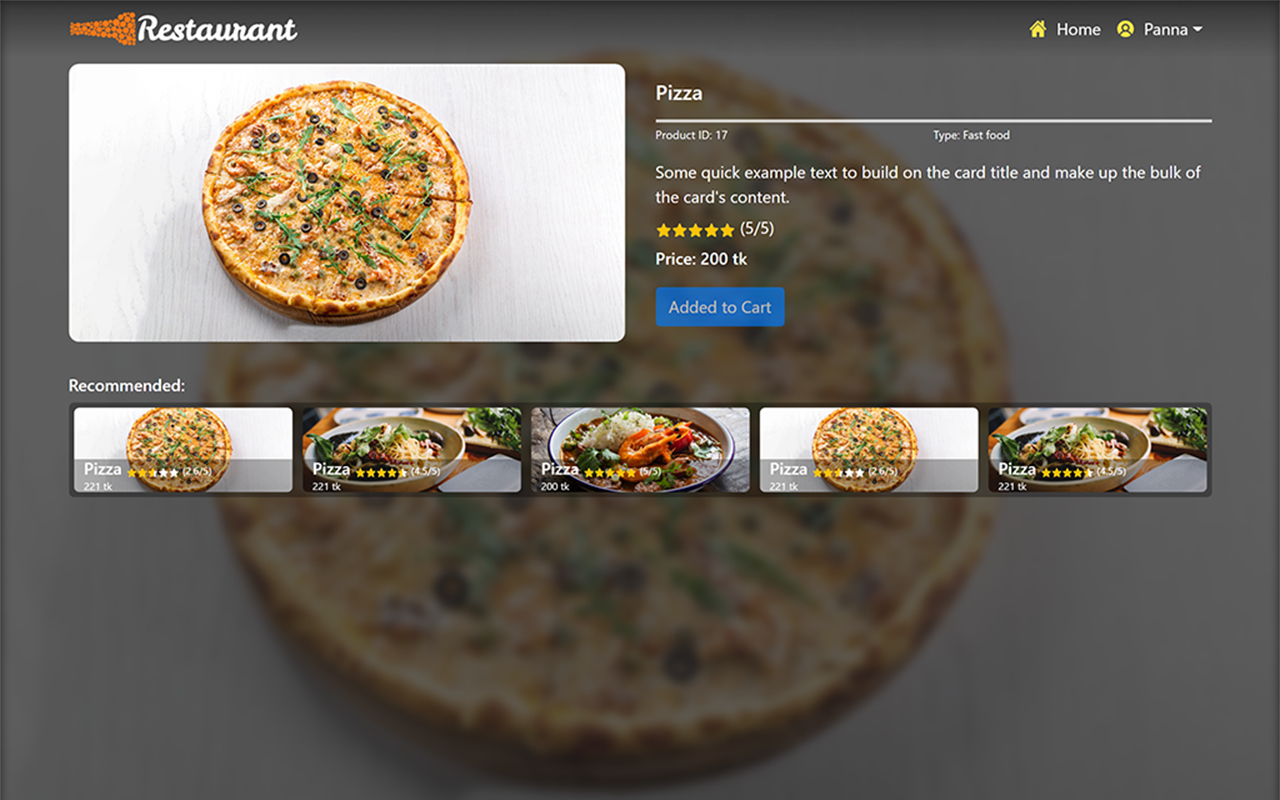 Restaurant
Home
Panna
Pizza
Product ID: 17
Type: Fast food
Some quick example text to build on the card title and make up the bulk of
the card's content.
(5/5)
Price: 200 tk
Added to Cart
Recommended:
Pizza (2.6/5)
221 tk
Pizza (4.5/5)
221 tk
Pizza (5/5)
200 tk
Pizza (2.6/5)
221 tk
Pizza (4.5/5)
221 tk